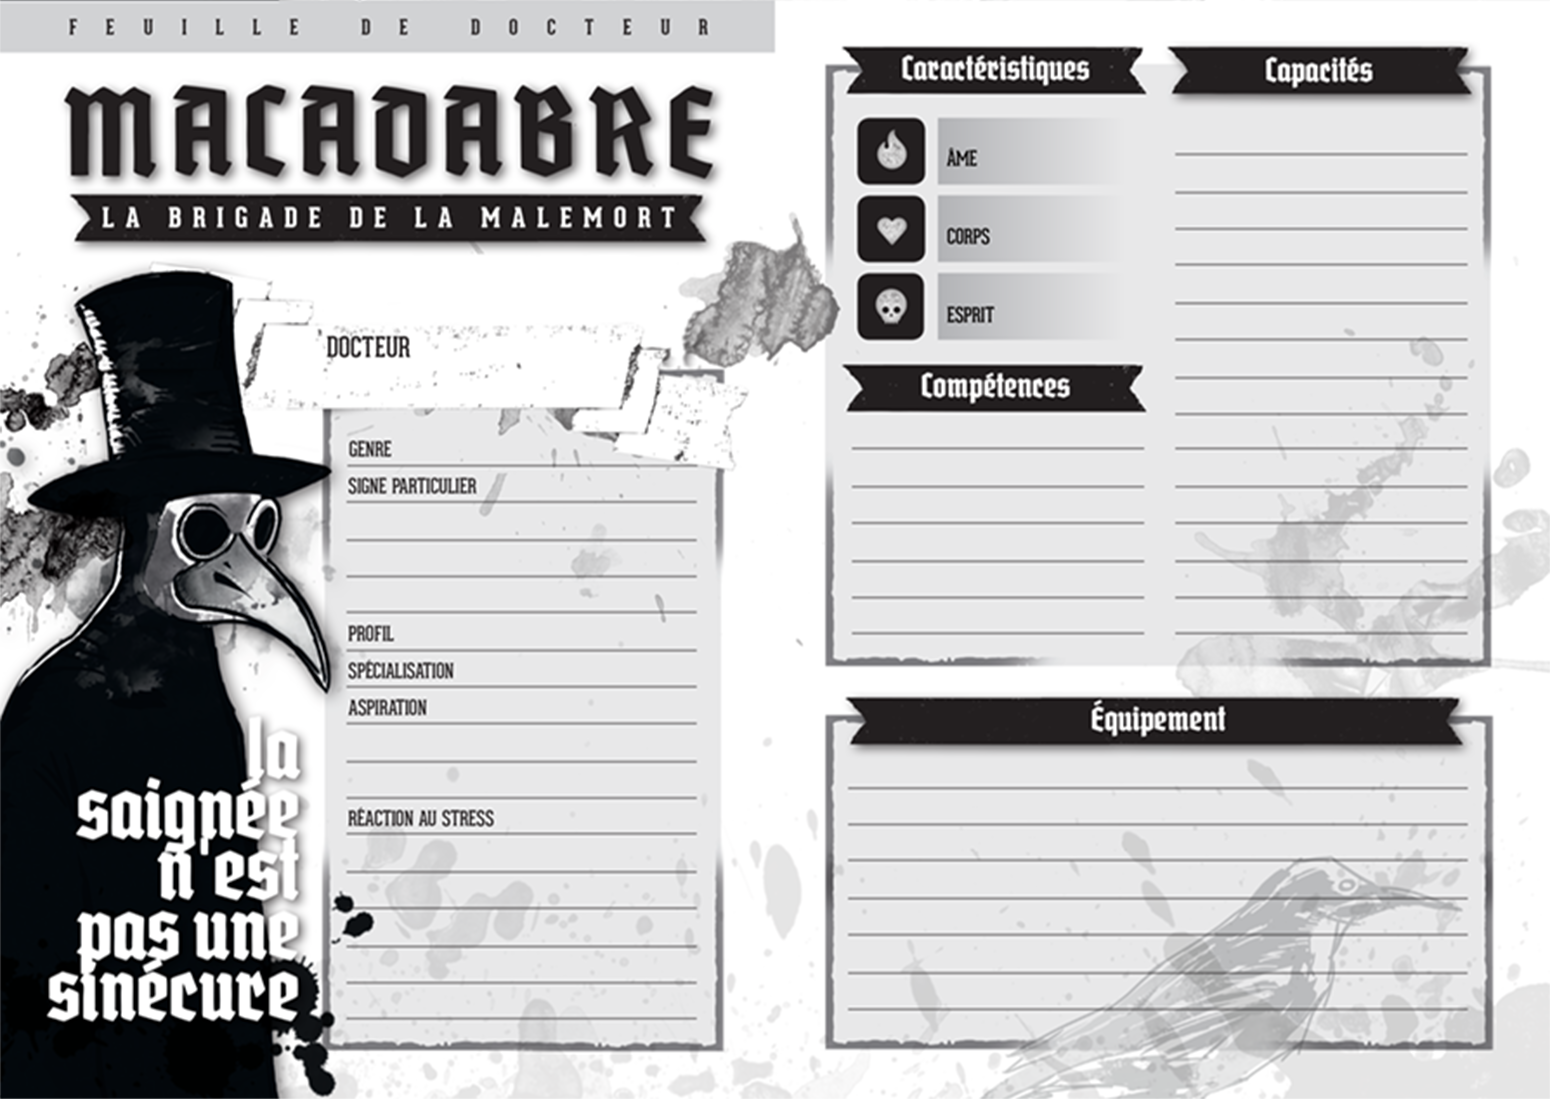 FEUILLE DE DOCTEUR
MACADABRE
LA BRIGADE DE LA MALEMORT
DOCTEUR
GENRE
SIGNE PARTICULIER
PROFIL
SPÉCIALISATION
ASPIRATION
RÉACTION AU STRESS
la
saignée
n'est
pas une
sinécure
Caractéristiques
ÂME
CORPS
ESPRIT
Compétences
Capacités
Équipement